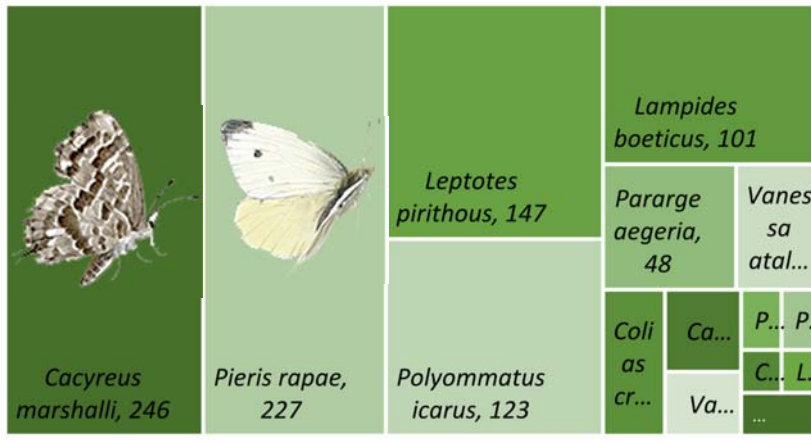 Cacyreus
marshalli, 246
Pieris rapae,
227
Leptotes
pirithous, 147
Polyommatus
icarus, 123
Lampides
boeticus, 101
Pararge
aegeria,
48
Vanes
sa
atal...
Coli
as
cr...
Ca...
Va...
P...
P.
C...
L.
...